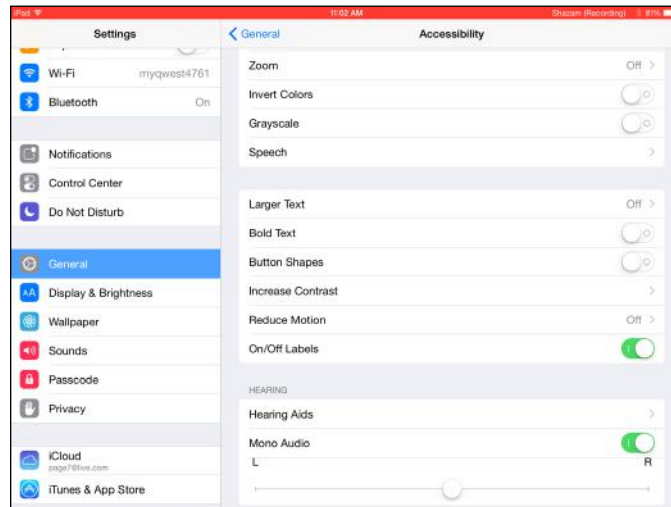 iPad
11:02 AM
Shazam (Recording)
81%
Settings
Wi-Fi
myqwest4761
Bluetooth
On
Notifications
Control Center
Do Not Disturb
General
Display & Brightness
Wallpaper
Sounds
Passcode
Privacy
iCloud
page7@live.com
iTunes & App Store
General
Accessibility
Zoom
Off
Invert Colors
Grayscale
Speech
Larger Text
Off
Bold Text
Button Shapes
Increase Contrast
Reduce Motion
Off
On/Off Labels
HEARING
Hearing Aids
Mono Audio
L
R